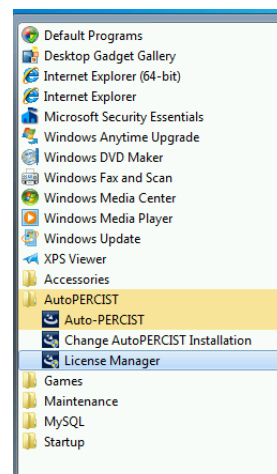 Default Programs
Desktop Gadget Gallery
Internet Explorer (64-bit)
Internet Explorer
Microsoft Security Essentials
Windows Anytime Upgrade
Windows DVD Maker
Windows Fax and Scan
Windows Media Center
Windows Media Player
Windows Update
XPS Viewer
Accessories
AutoPERCIST
Auto-PERCIST
Change AutoPERCIST Installation
License Manager
Games
Maintenance
MySQL
Startup